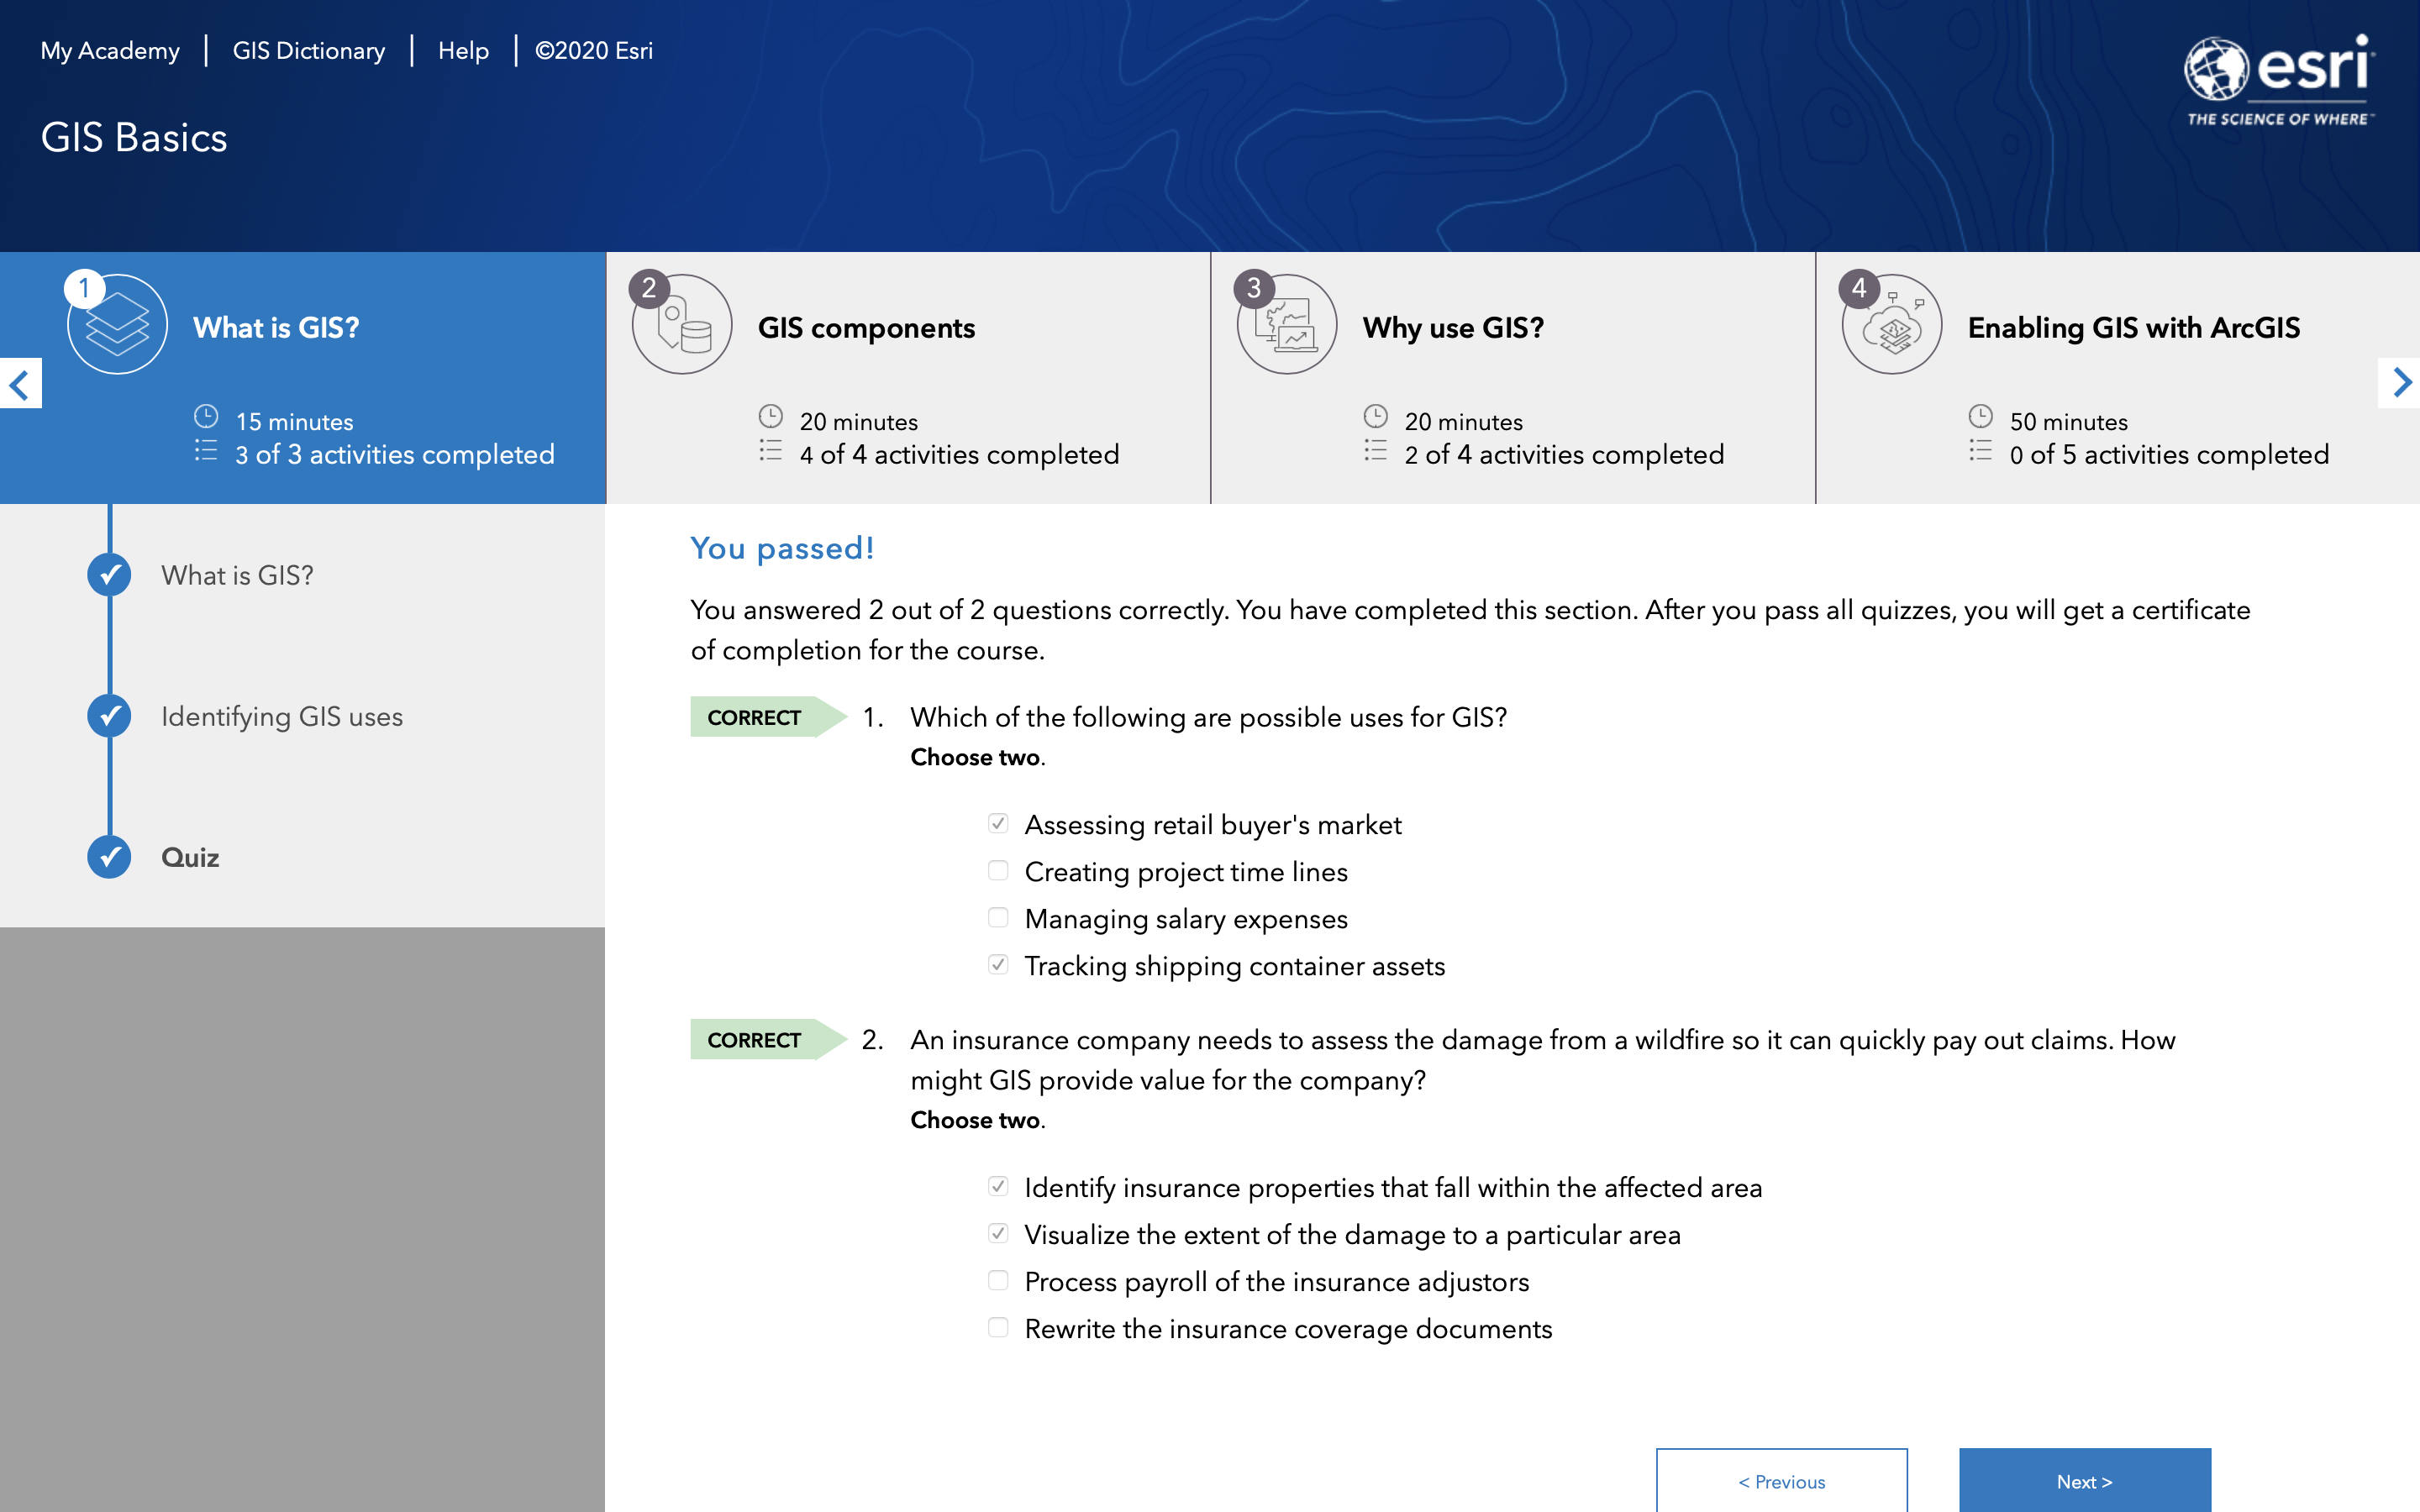 My Academy | GIS Dictionary | Help | ©2020 Esri
esri
THE SCIENCE OF WHERE™
GIS Basics
1
What is GIS?
15 minutes
3 of 3 activities completed
2
GIS components
20 minutes
4 of 4 activities completed
3
Why use GIS?
20 minutes
2 of 4 activities completed
4
Enabling GIS with ArcGIS
50 minutes
0 of 5 activities completed
What is GIS?
Identifying GIS uses
Quiz
You passed!
You answered 2 out of 2 questions correctly. You have completed this section. After you pass all quizzes, you will get a certificate
of completion for the course.
CORRECT 1. Which of the following are possible uses for GIS?
Choose two.
Assessing retail buyer's market
Creating project time lines
Managing salary expenses
Tracking shipping container assets
CORRECT 2. An insurance company needs to assess the damage from a wildfire so it can quickly pay out claims. How
might GIS provide value for the company?
Choose two.
Identify insurance properties that fall within the affected area
Visualize the extent of the damage to a particular area
Process payroll of the insurance adjustors
Rewrite the insurance coverage documents
< Previous
Next >